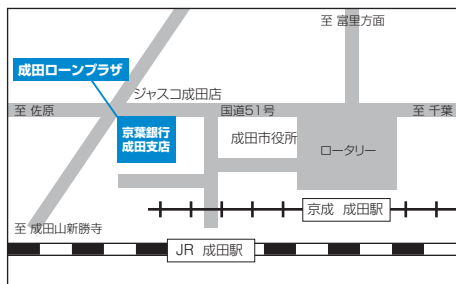 至 富里方面
成田ローンプラザ
ジャスコ成田店
至 佐原
国道51号
至 千葉
京葉銀行
成田支店
成田市役所
ロータリー
京成 成田駅
至 成田山新勝寺
JR 成田駅